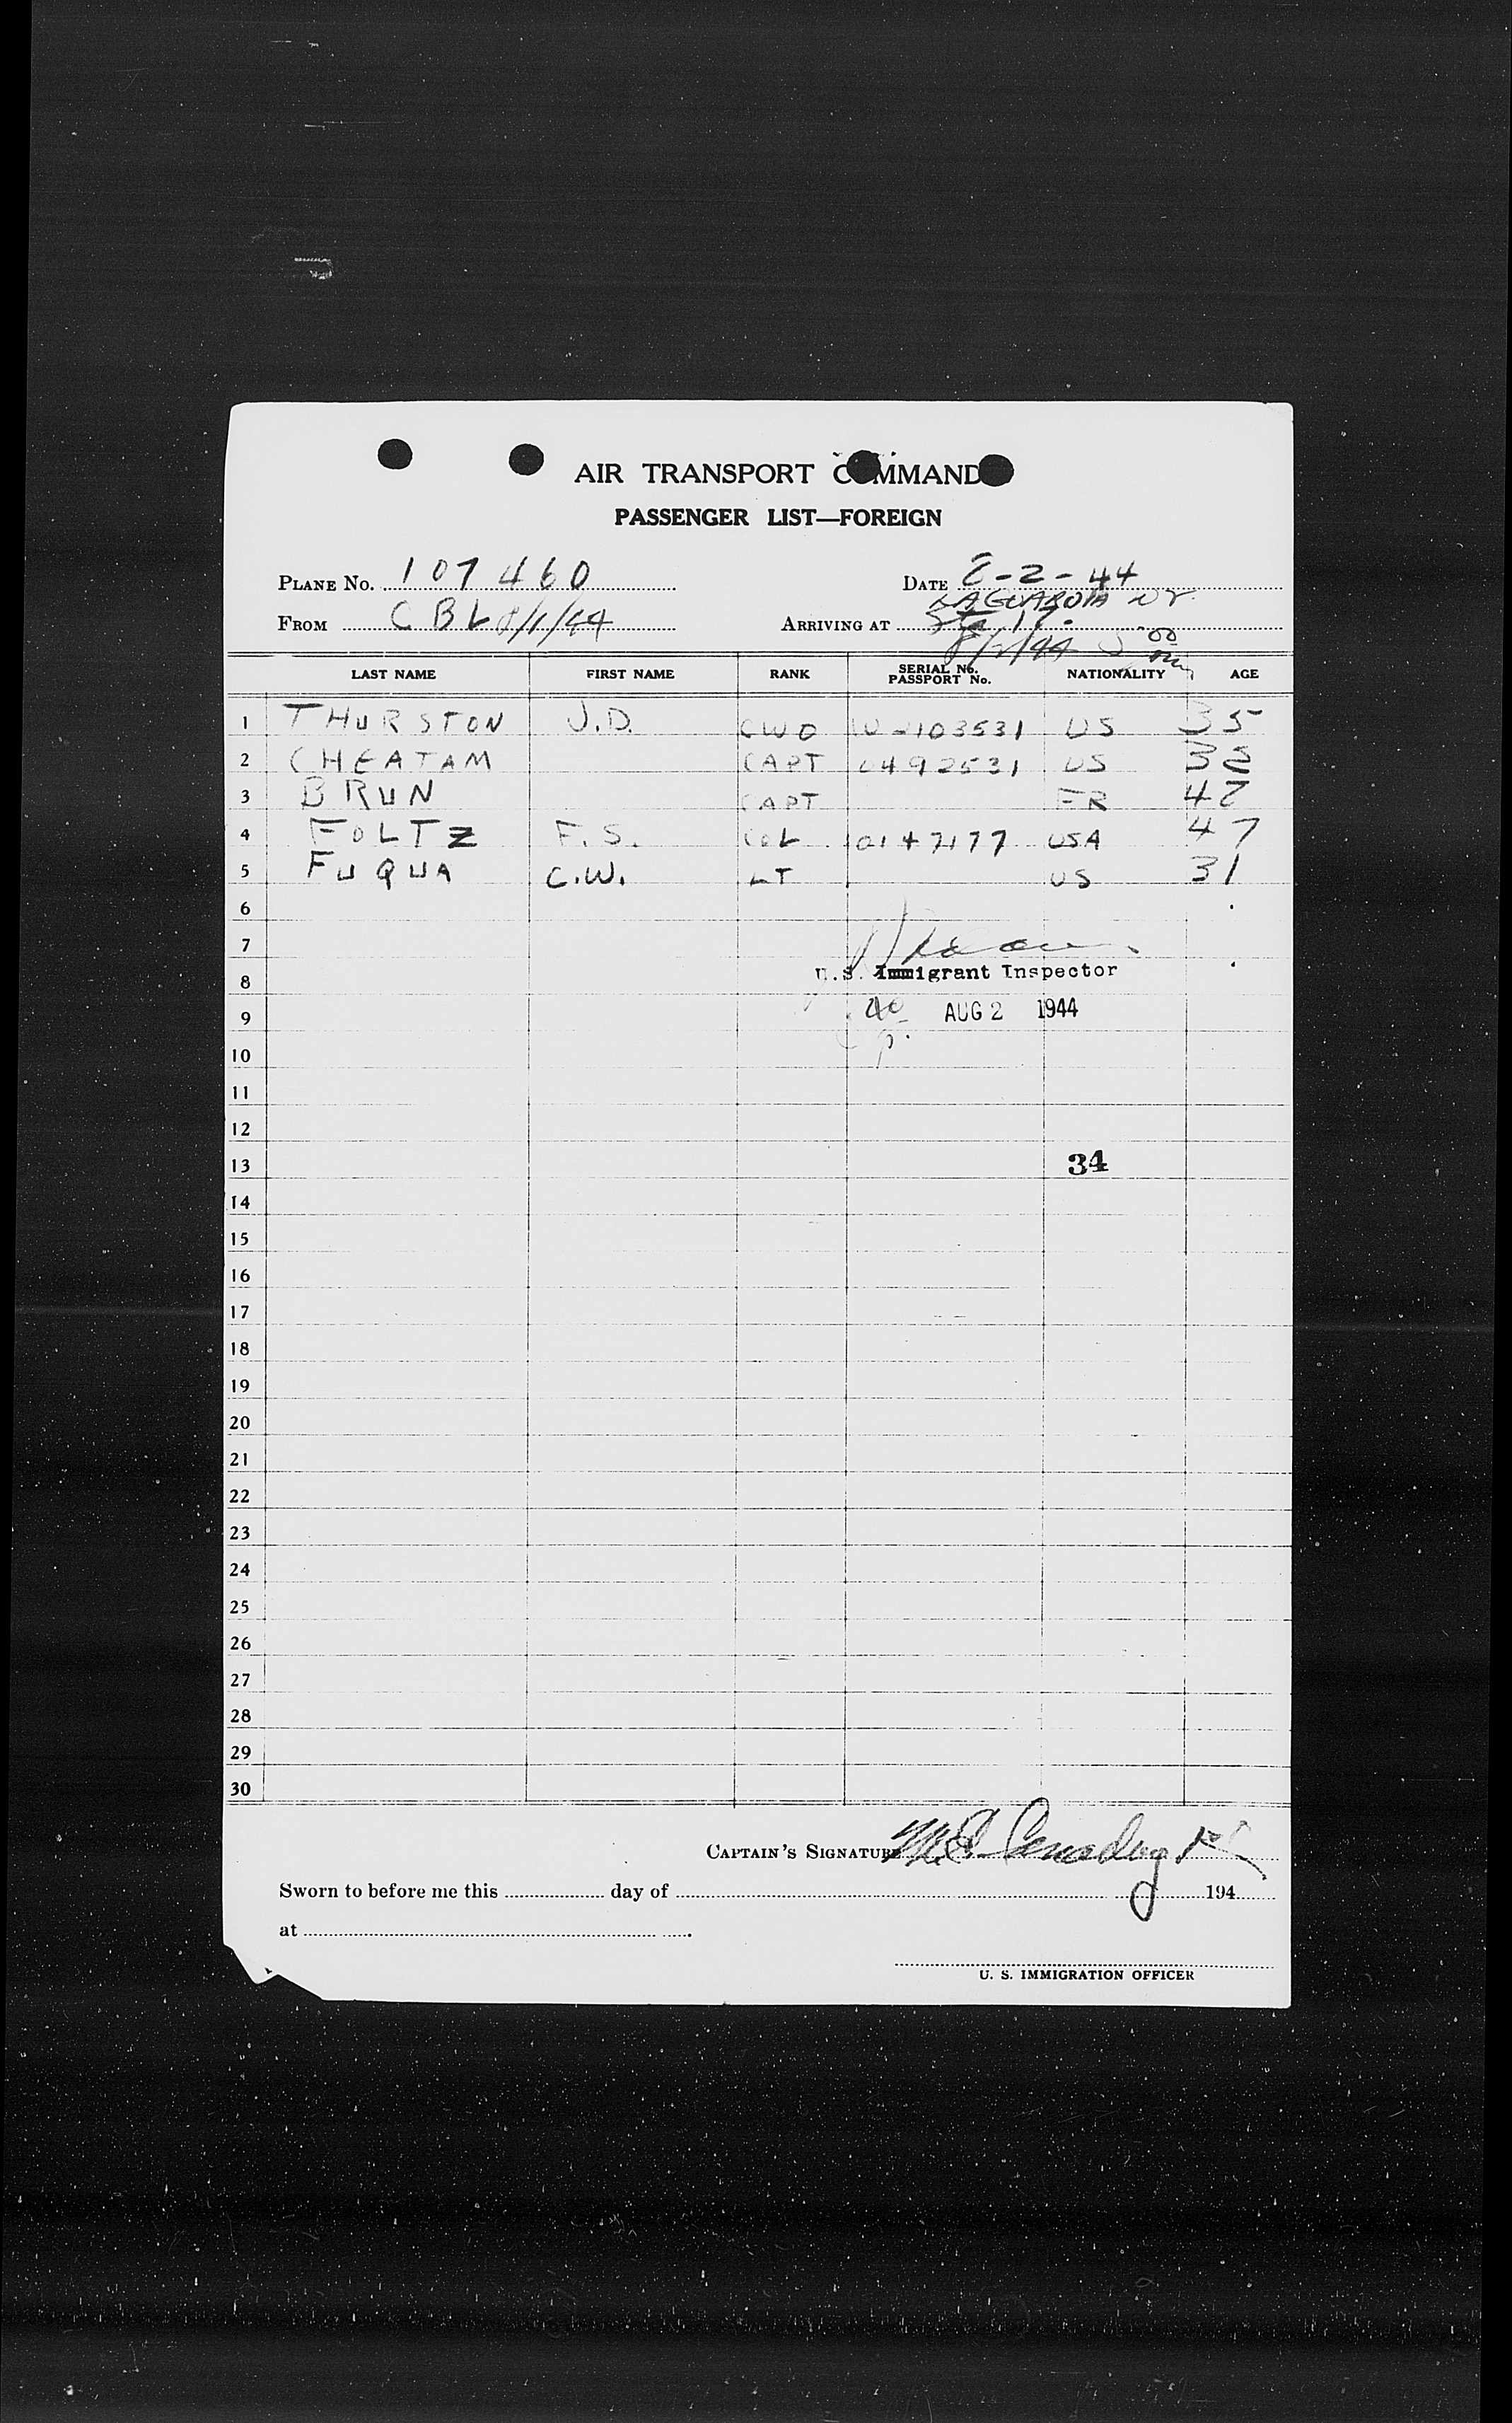 AIR TRANSPORT COMMAND
PASSENGER LIST—FOREIGN
PLANE No. 107460 DATE 8-2-44
FROM CBL 8/1/44 ARRIVING AT LAGUARDIA NY
8/2/44
LAST NAME FIRST NAME RANK SERIAL No. PASSPORT No. NATIONALITY AGE
1 THURSTON J.D. CWO W-2103531 US 35
2 CHEATAM CAPT 0492531 US
3 BRUN CAPT FR 42
4 FOLTZ F.S. COL 0147177 USA 47
5 FUQUA C.W. LT US 31
6
7
8 U.S. Immigrant Inspector
9 AUG 2 1944
10
11
12
13 34
14
15
16
17
18
19
20
21
22
23
24
25
26
27
28
29
30
CAPTAIN'S SIGNATURE
Sworn to before me this day of 194
at
U. S. IMMIGRATION OFFICER